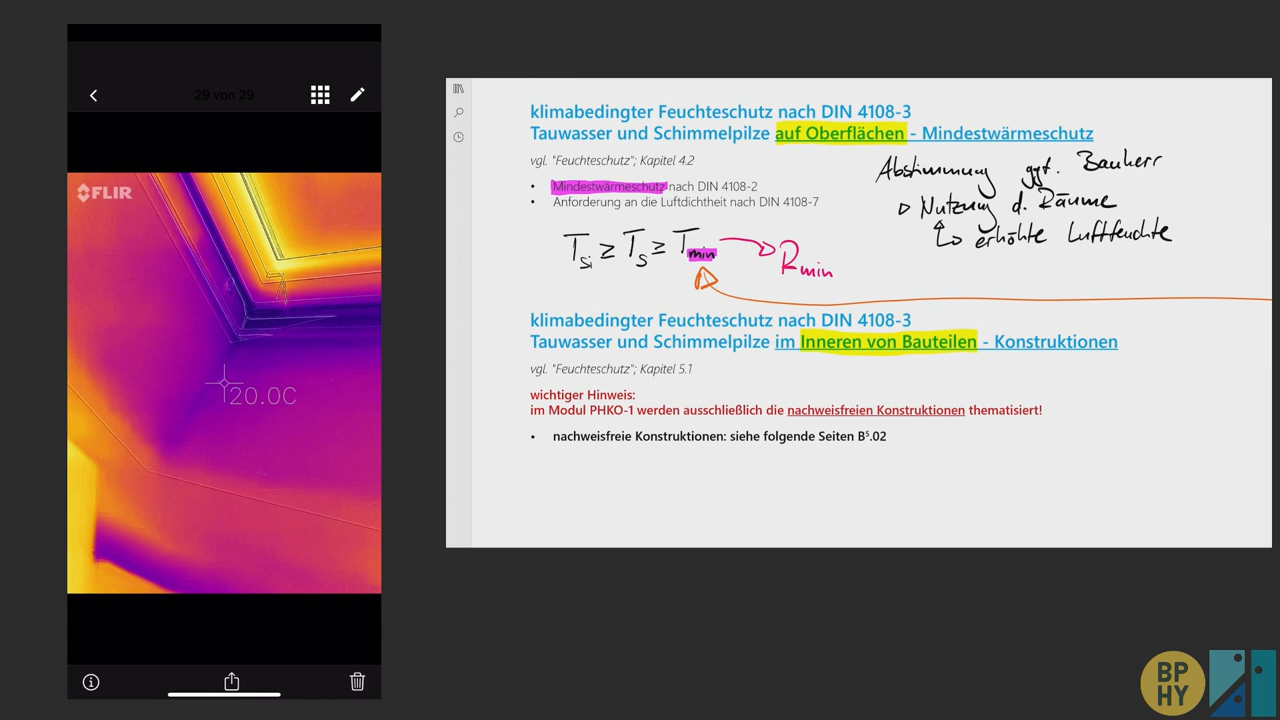 29 von 29
FLIR
20.0C
klimabedingter Feuchteschutz nach DIN 4108-3
Tauwasser und Schimmelpilze auf Oberflächen - Mindestwärmeschutz
vgl. "Feuchteschutz"; Kapitel 4.2
• Mindestwärmeschutz nach DIN 4108-2
• Anforderung an die Luftdichtheit nach DIN 4108-7
Abstimmung ggf. Bauherr
▷ Nutzung d. Räume
↳ erhöhte Luftfeuchte
Tsi ≥ Ts ≥ Tmin → Rmin
klimabedingter Feuchteschutz nach DIN 4108-3
Tauwasser und Schimmelpilze im Inneren von Bauteilen - Konstruktionen
vgl. "Feuchteschutz"; Kapitel 5.1
wichtiger Hinweis:
im Modul PHKO-1 werden ausschließlich die nachweisfreien Konstruktionen thematisiert!
• nachweisfreie Konstruktionen: siehe folgende Seiten Bs.02
BP
HY